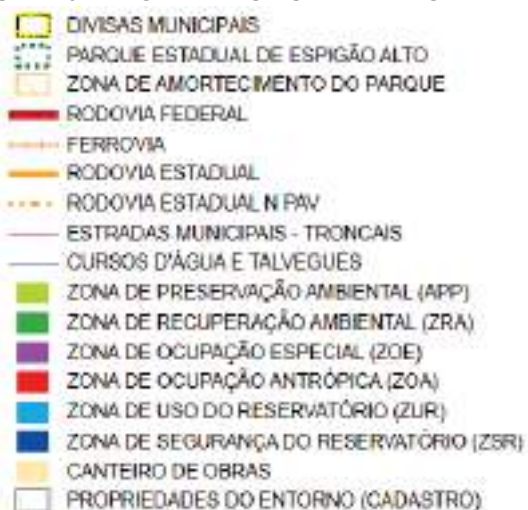 DIVISAS MUNICIPAIS
PARQUE ESTADUAL DE ESPIGÃO ALTO
ZONA DE AMORTECIMENTO DO PARQUE
RODOVIA FEDERAL
FERROVIA
RODOVIA ESTADUAL
RODOVIA ESTADUAL N PAV
ESTRADAS MUNICIPAIS - TRONCAIS
CURSOS D'ÁGUA E TALVEGUES
ZONA DE PRESERVAÇÃO AMBIENTAL (APP)
ZONA DE RECUPERAÇÃO AMBIENTAL (ZRA)
ZONA DE OCUPAÇÃO ESPECIAL (ZOE)
ZONA DE OCUPAÇÃO ANTRÓPICA (ZOA)
ZONA DE USO DO RESERVATÓRIO (ZUR)
ZONA DE SEGURANÇA DO RESERVATÓRIO (ZSR)
CANTEIRO DE OBRAS
PROPRIEDADES DO ENTORNO (CADASTRO)